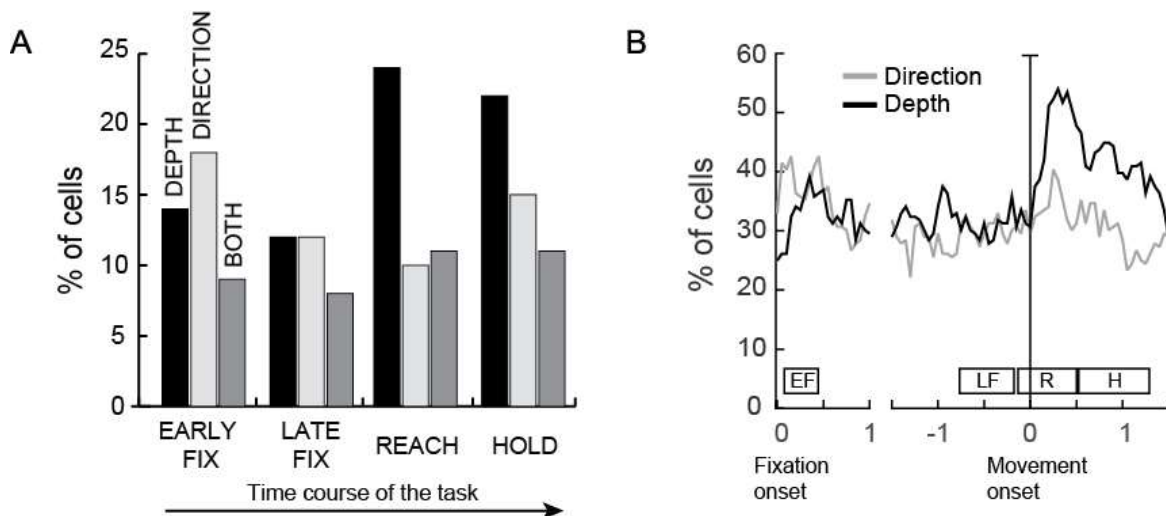 A
% of cells
25
20
15
10
5
0
DEPTH
DIRECTION
BOTH
EARLY FIX
LATE FIX
REACH
HOLD
Time course of the task
B
% of cells
60
50
40
30
20
10
0
Direction
Depth
EF
LF
R
H
0
1
-1
0
1
Fixation onset
Movement onset